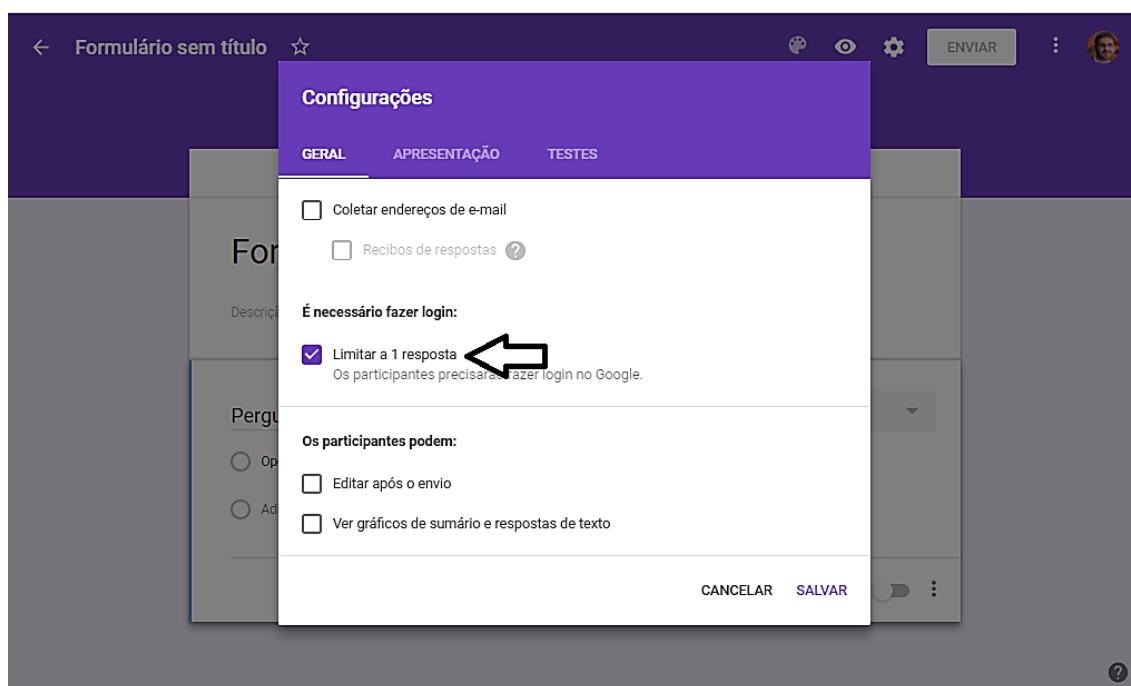 Formulário sem título
ENVIAR
Configurações
GERAL APRESENTAÇÃO TESTES
Coletar endereços de e-mail
Recibos de respostas
For
Descriçã
É necessário fazer login:
Limitar a 1 resposta
Os participantes precisarão fazer login no Google.
Pergu
Os participantes podem:
Op
Editar após o envio
Ad
Ver gráficos de sumário e respostas de texto
CANCELAR SALVAR